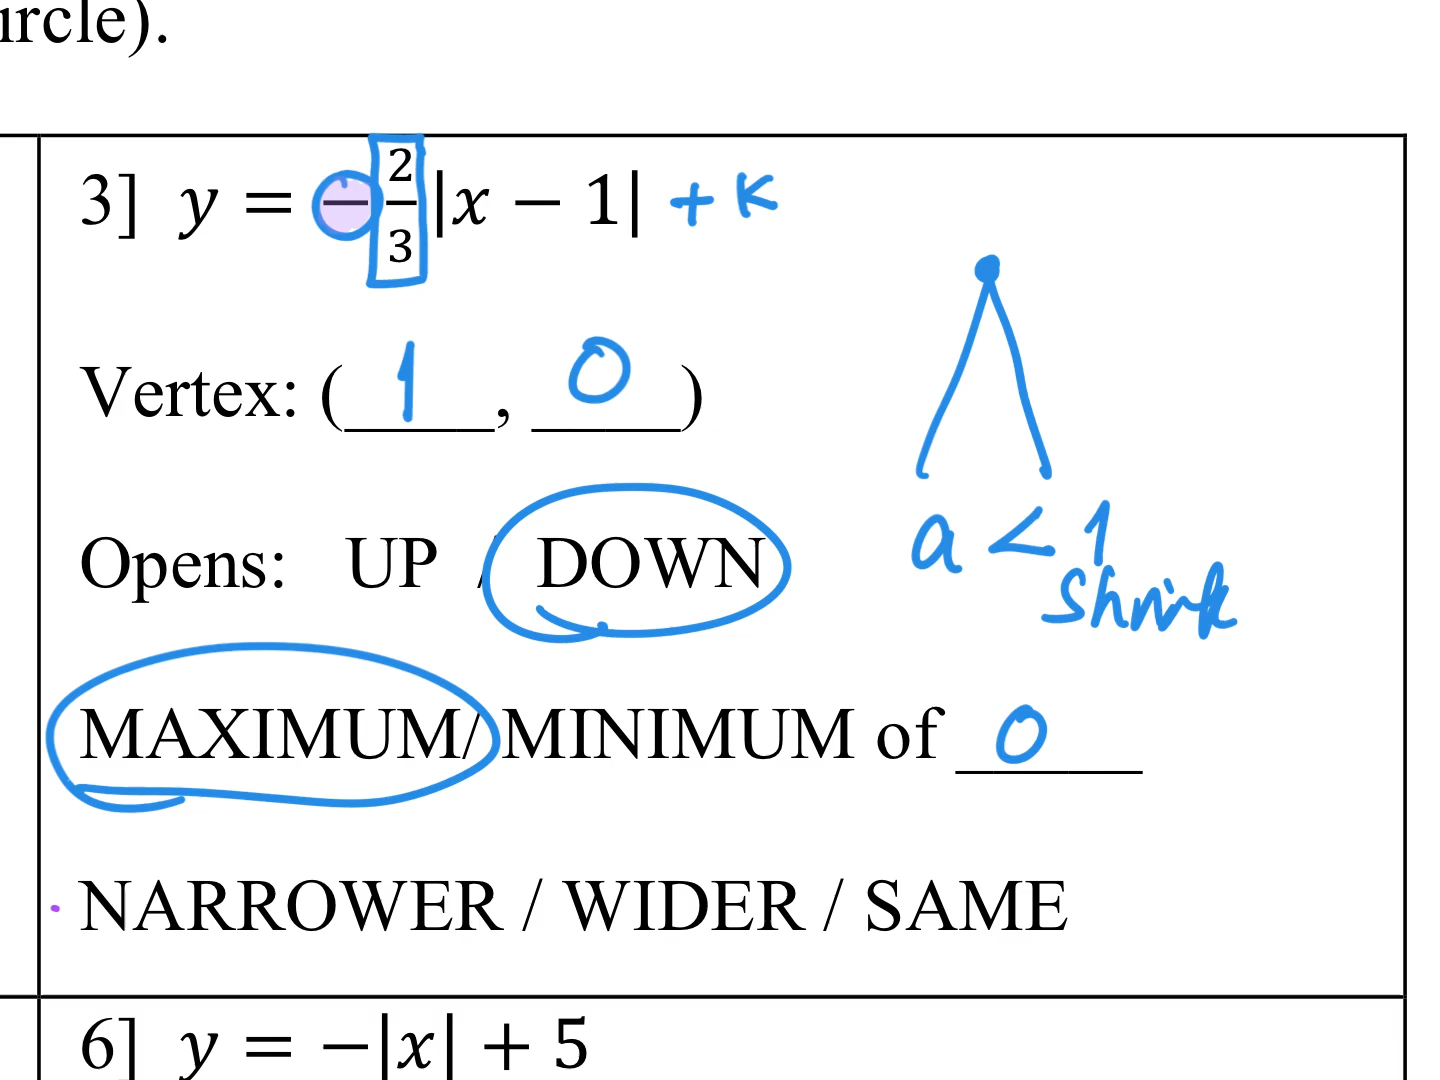 ircle).
3] y = −2/3|x − 1| + K
Vertex: (1, 0)
Opens: UP / DOWN
a < 1
shrink
MAXIMUM/ MINIMUM of 0
NARROWER / WIDER / SAME
6] y = −|x| + 5